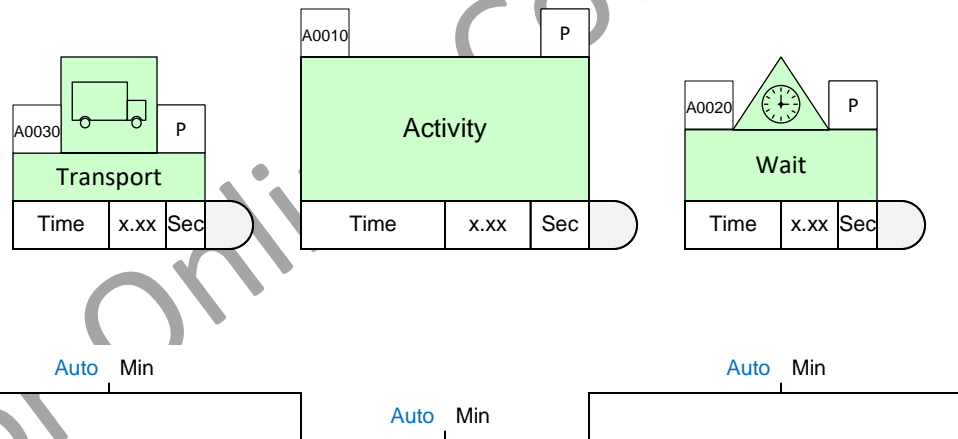 A0010 P
A0030 P
A0020 P
Activity
Transport
Wait
Time x.xx Sec
Time x.xx Sec
Time x.xx Sec
Auto Min
Auto Min
Auto Min